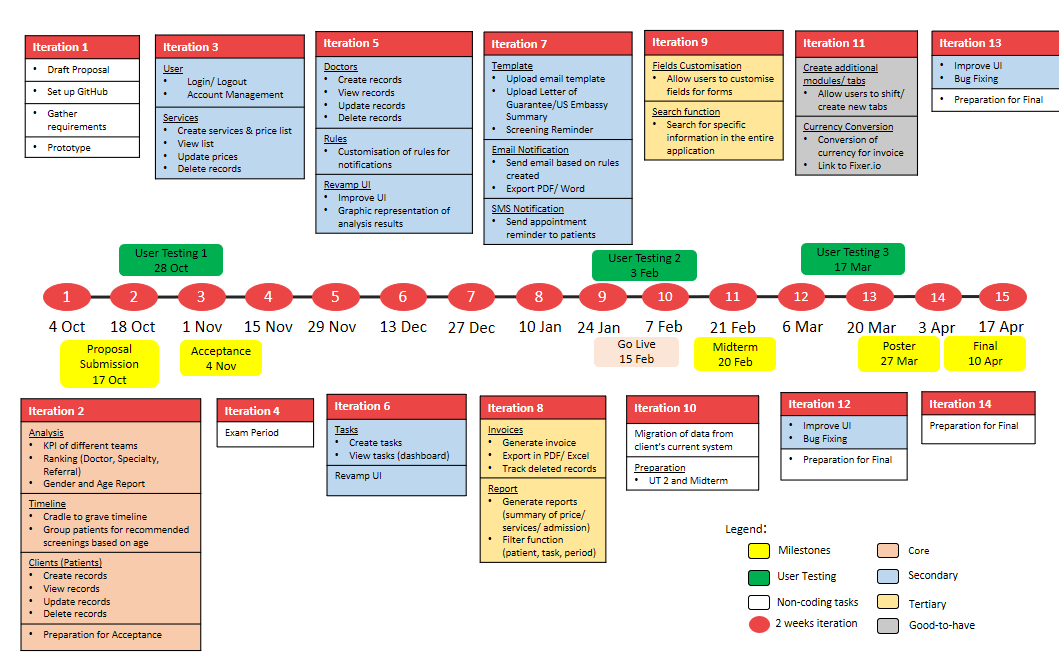 Iteration 1
• Draft Proposal
• Set up GitHub
• Gather
requirements
• Prototype
Iteration 3
User
• Login/ Logout
• Account Management
Services
• Create services & price list
• View list
• Update prices
• Delete records
Iteration 5
Doctors
• Create records
• View records
• Update records
• Delete records
Rules
• Customisation of rules for
notifications
Revamp UI
• Improve UI
• Graphic representation of
analysis results
Iteration 7
Template
• Upload email template
• Upload Letter of
Guarantee/US Embassy
Summary
• Screening Reminder
Email Notification
• Send email based on rules
created
• Export PDF/ Word
SMS Notification
• Send appointment
reminder to patients
Iteration 9
Fields Customisation
• Allow users to customise
fields for forms
Search function
• Search for specific
information in the entire
application
Iteration 11
Create additional
modules/ tabs
• Allow users to shift/
create new tabs
Currency Conversion
• Conversion of
currency for invoice
• Link to Fixer.io
Iteration 13
• Improve UI
• Bug Fixing
• Preparation for Final
User Testing 1
28 Oct
User Testing 2
3 Feb
User Testing 3
17 Mar
1 2 3 4 5 6 7 8 9 10 11 12 13 14 15
4 Oct 18 Oct 1 Nov 15 Nov 29 Nov 13 Dec 27 Dec 10 Jan 24 Jan 7 Feb 21 Feb 6 Mar 20 Mar 3 Apr 17 Apr
Proposal
Submission
17 Oct
Acceptance
4 Nov
Go Live
15 Feb
Midterm
20 Feb
Poster
27 Mar
Final
10 Apr
Iteration 2
Analysis
• KPI of different teams
• Ranking (Doctor, Specialty,
Referral)
• Gender and Age Report
Timeline
• Cradle to grave timeline
• Group patients for recommended
screenings based on age
Clients (Patients)
• Create records
• View records
• Update records
• Delete records
• Preparation for Acceptance
Iteration 4
Exam Period
Iteration 6
Tasks
• Create tasks
• View tasks (dashboard)
Revamp UI
Iteration 8
Invoices
• Generate invoice
• Export in PDF/ Excel
• Track deleted records
Report
• Generate reports
(summary of price/
services/ admission)
• Filter function
(patient, task, period)
Iteration 10
Migration of data from
client's current system
Preparation
• UT 2 and Midterm
Iteration 12
• Improve UI
• Bug Fixing
• Preparation for Final
Iteration 14
Preparation for Final
Legend:
Milestones
User Testing
Non-coding tasks
2 weeks iteration
Core
Secondary
Tertiary
Good-to-have